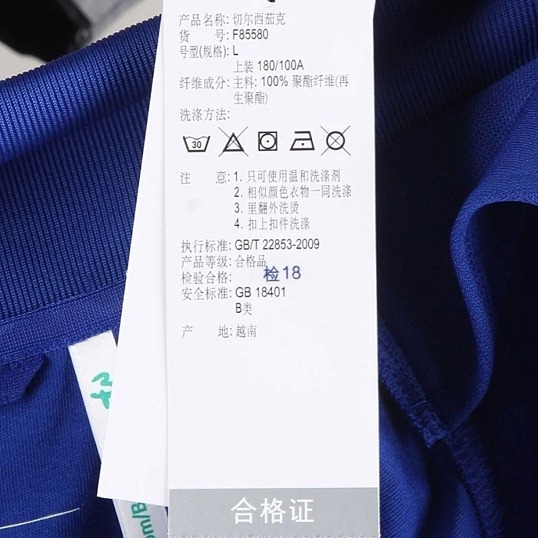 产品名称: 切尔西茄克
货 号: F85580
号型(规格): L
上装 180/100A
纤维成分: 主料: 100% 聚酯纤维(再
生聚酯)
洗涤方法:
30
注 意: 1. 只可使用温和洗涤剂
2. 相似颜色衣物一同洗涤
3. 里翻外洗烫
4. 扣上扣件洗涤
执行标准: GB/T 22853-2009
产品等级: 合格品
检验合格: 检18
安全标准: GB 18401
B类
产 地: 越南
合格证